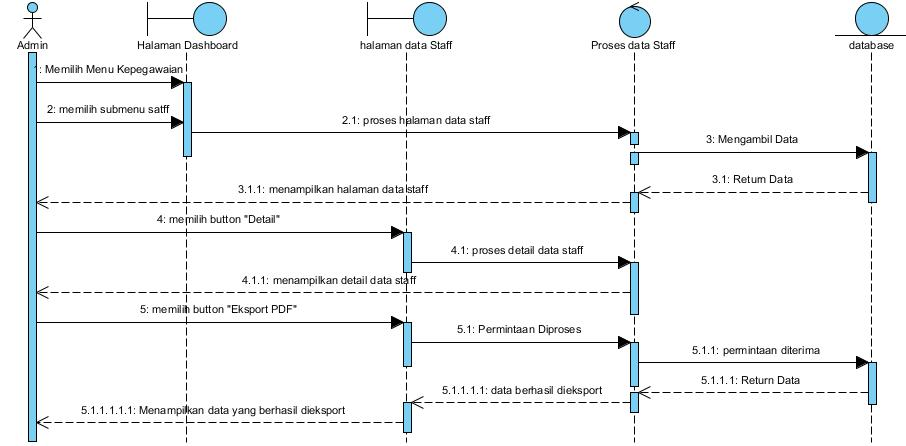 Admin
Halaman Dashboard
halaman data Staff
Proses data Staff
database
1: Memilih Menu Kepegawaian
2: memilih submenu satff
2.1: proses halaman data staff
3: Mengambil Data
3.1: Return Data
3.1.1: menampilkan halaman data staff
4: memilih button "Detail"
4.1: proses detail data staff
4.1.1: menampilkan detail data staff
5: memilih button "Eksport PDF"
5.1: Permintaan Diproses
5.1.1: permintaan diterima
5.1.1.1: Return Data
5.1.1.1.1: data berhasil dieksport
5.1.1.1.1.1: Menampilkan data yang berhasil dieksport